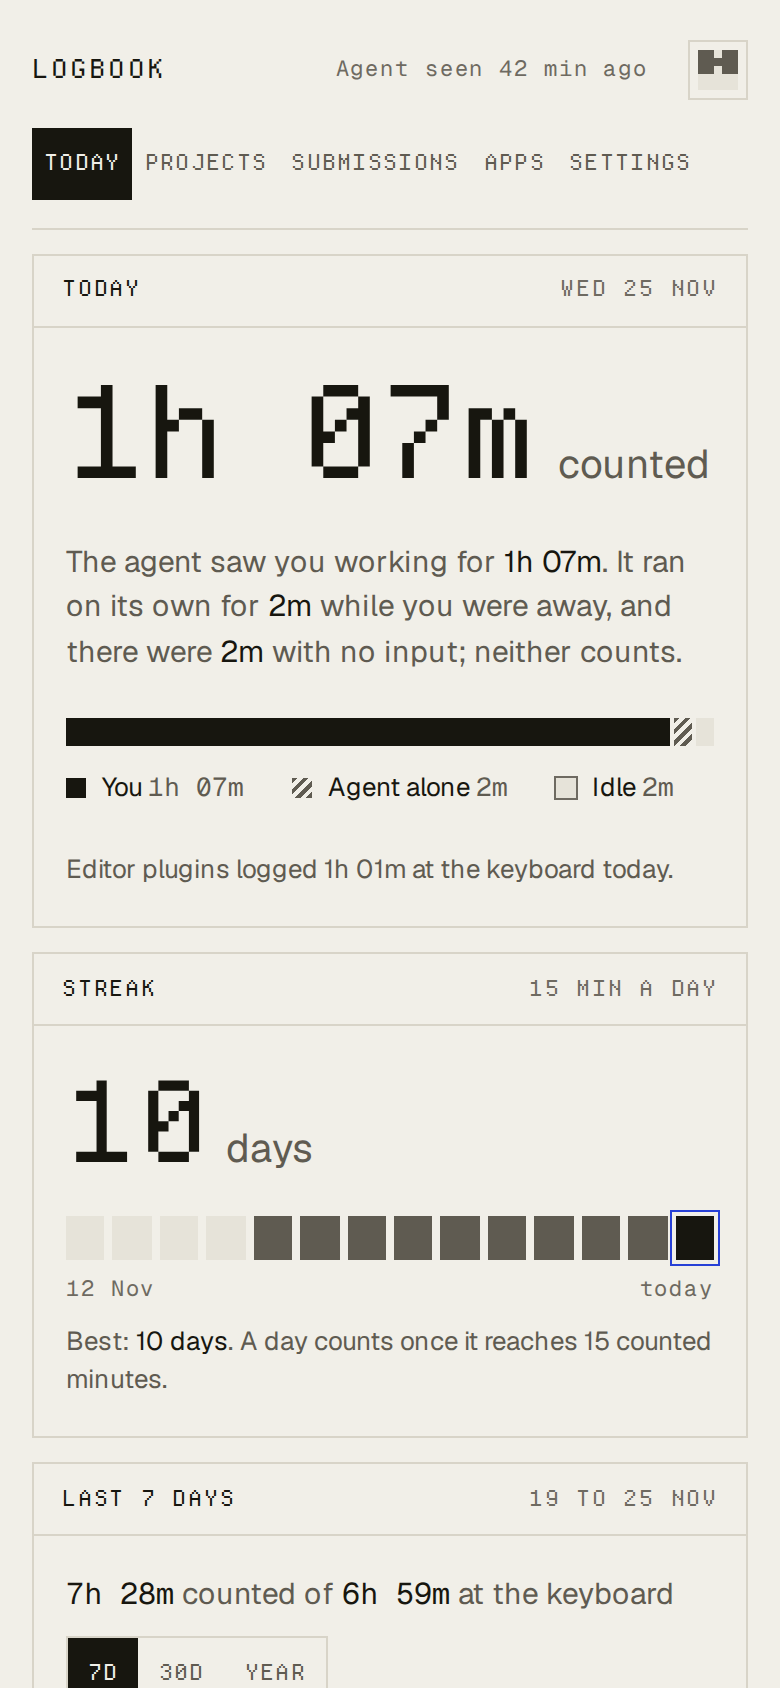 LOGBOOK
Agent seen 42 min ago
TODAY PROJECTS SUBMISSIONS APPS SETTINGS
TODAY
WED 25 NOV
1h 07m counted
The agent saw you working for 1h 07m. It ran
on its own for 2m while you were away, and
there were 2m with no input; neither counts.
You 1h 07m Agent alone 2m Idle 2m
Editor plugins logged 1h 01m at the keyboard today.
STREAK
15 MIN A DAY
10 days
12 Nov
today
Best: 10 days. A day counts once it reaches 15 counted
minutes.
LAST 7 DAYS
19 TO 25 NOV
7h 28m counted of 6h 59m at the keyboard
7D 30D YEAR